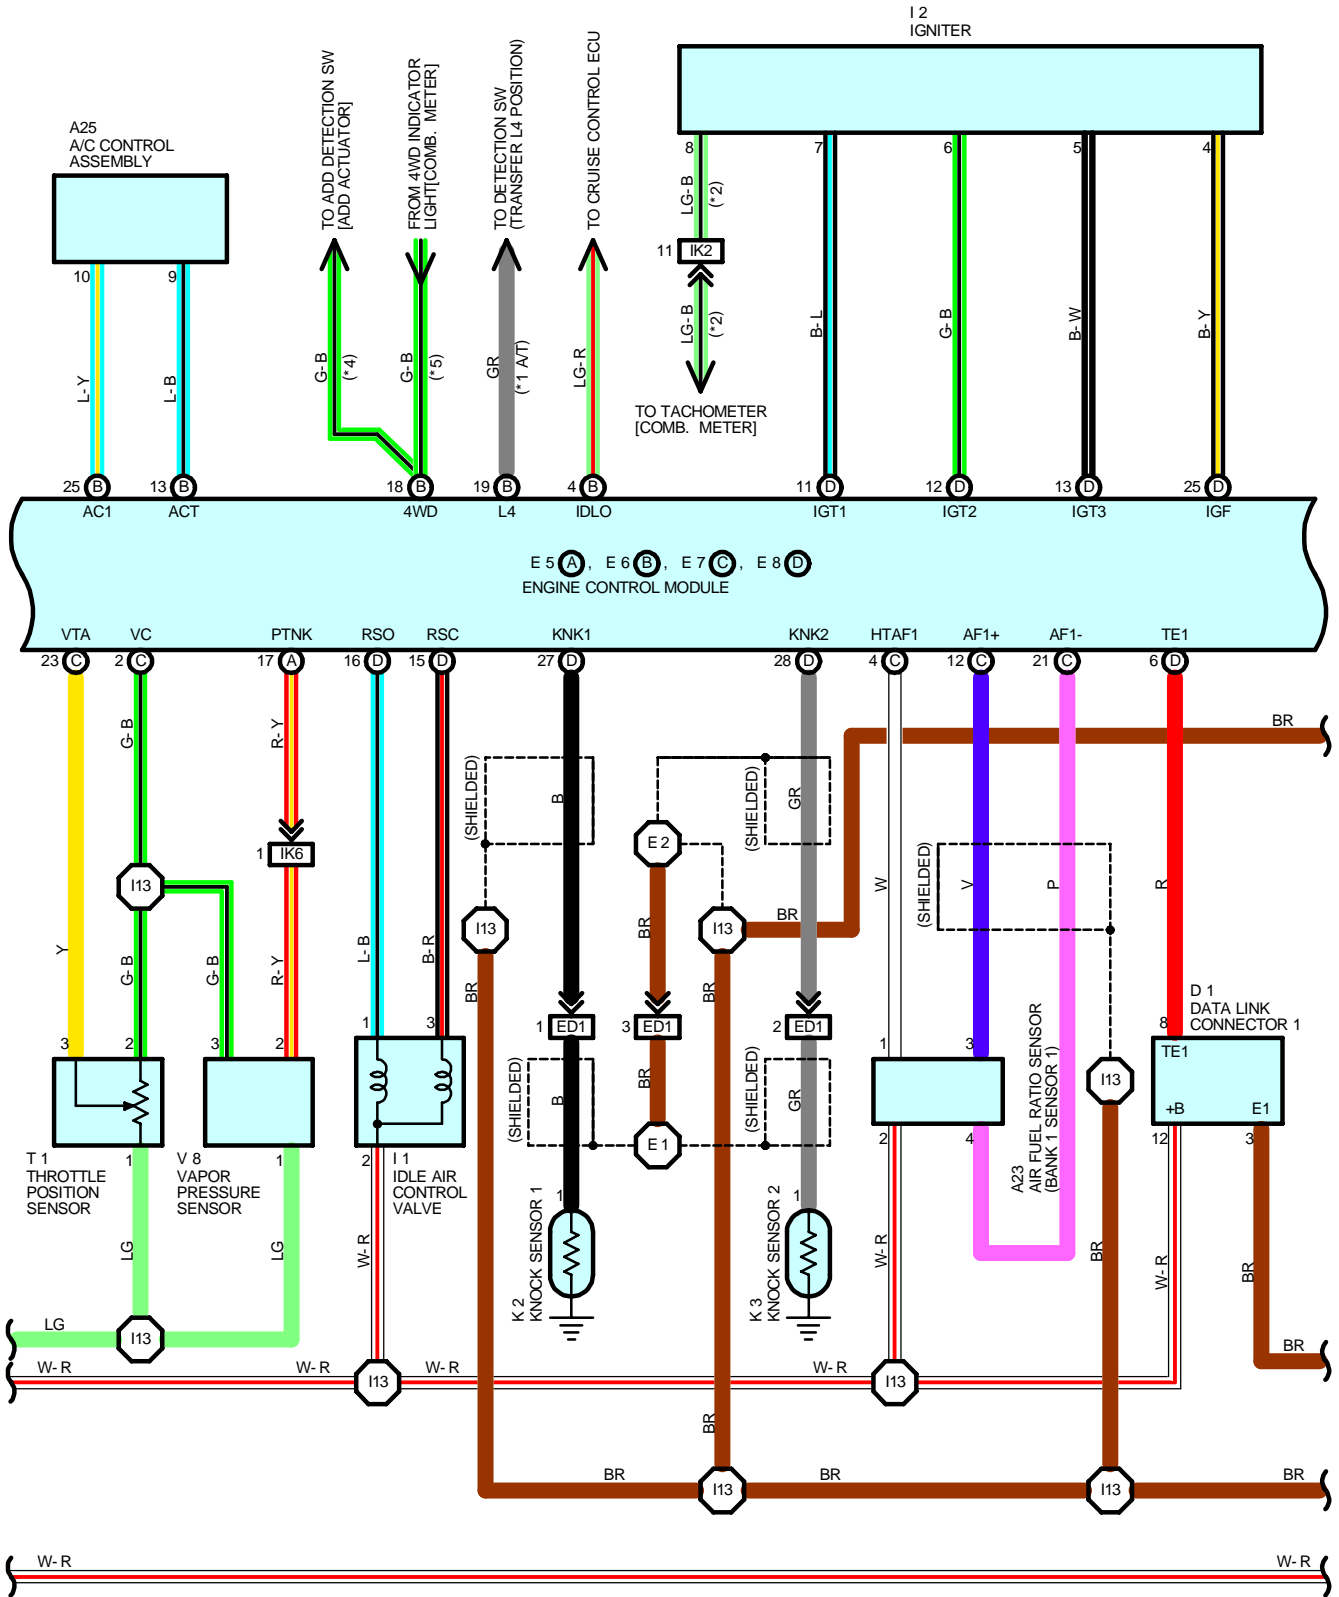 I 2
IGNITER
A25
A/C CONTROL
ASSEMBLY
TO ADD DETECTION SW
[ADD ACTUATOR]
FROM 4WD INDICATOR
LIGHT[COMB. METER]
TO DETECTION SW
(TRANSFER L4 POSITION)
TO CRUISE CONTROL ECU
8
7
6
5
4
LG-B
(*2)
11
IK2
LG-B
(*2)
TO TACHOMETER
[COMB. METER]
10
9
L-Y
L-B
G-B
(*4)
G-B
(*5)
GR
(*1 A/T)
LG-R
B-L
G-B
B-W
B-Y
25 B
13 B
18 B
19 B
4 B
11 D
12 D
13 D
25 D
AC1
ACT
4WD
L4
IDLO
IGT1
IGT2
IGT3
IGF
E 5 A , E 6 B , E 7 C , E 8 D
ENGINE CONTROL MODULE
VTA
VC
PTNK
RSO
RSC
KNK1
KNK2
HTAF1
AF1+
AF1-
TE1
23 C
2 C
17 A
16 D
15 D
27 D
28 D
4 C
12 C
21 C
6 D
G-B
R-Y
BR
(SHIELDED)
B
(SHIELDED)
GR
1
IK6
E 2
(SHIELDED)
I13
W
V
P
R
Y
G-B
G-B
R-Y
L-B
B-R
I13
BR
BR
I13
BR
BR
1
ED1
3
ED1
2
ED1
D 1
DATA LINK
CONNECTOR 1
3
2
3
2
1
3
1
3
8
TE1
+B
E1
(SHIELDED)
B
BR
E 1
(SHIELDED)
GR
I13
A23
AIR FUEL RATIO SENSOR
(BANK 1 SENSOR 1)
1
1
2
2
4
12
3
T 1
THROTTLE
POSITION
SENSOR
V 8
VAPOR
PRESSURE
SENSOR
I 1
IDLE AIR
CONTROL
VALVE
1
K 2
KNOCK SENSOR 1
1
K 3
KNOCK SENSOR 2
LG
LG
W-R
W-R
BR
W-R
BR
LG
I13
BR
W-R
W-R
I13
W-R
W-R
I13
BR
BR
I13
BR
I13
BR
W-R
W-R